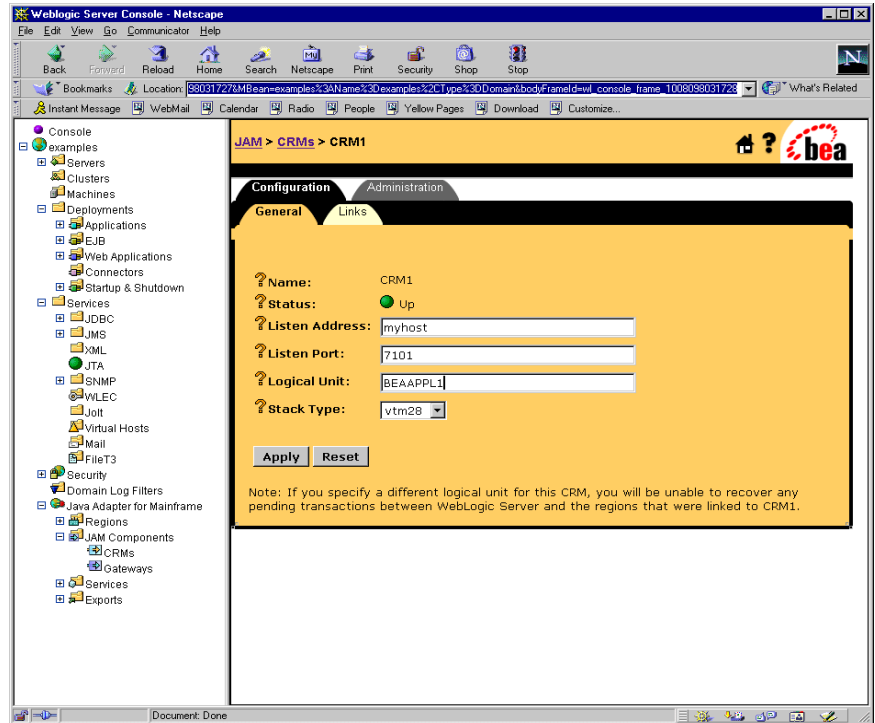 Weblogic Server Console - Netscape
File Edit View Go Communicator Help
Back Forward Reload Home Search Netscape Print Security Shop Stop
Bookmarks Location: 98031727&MBean=examples%3AName%3Dexamples%2CType%3DDomain&bodyFrameId=wl_console_frame_1008098031728 What's Related
Instant Message WebMail Calendar Radio People Yellow Pages Download Customize...
Console
examples
Servers
Clusters
Machines
Deployments
Applications
EJB
Web Applications
Connectors
Startup & Shutdown
Services
JDBC
JMS
XML
JTA
SNMP
WLEC
Jolt
Virtual Hosts
Mail
FileT3
Security
Domain Log Filters
Java Adapter for Mainframe
Regions
JAM Components
CRMs
Gateways
Services
Exports
JAM > CRMs > CRM1
? bea
Configuration Administration
General Links
? Name: CRM1
? Status: Up
? Listen Address: myhost
? Listen Port: 7101
? Logical Unit: BEAAPPL1
? Stack Type: vtm28
Apply Reset
Note: If you specify a different logical unit for this CRM, you will be unable to recover any
pending transactions between WebLogic Server and the regions that were linked to CRM1.
Document: Done